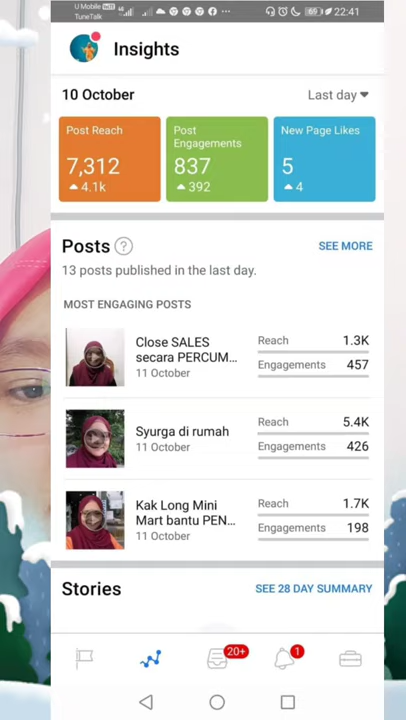 U Mobile VoLTE
TuneTalk
69 22:41
Insights
10 October Last day
Post Reach
7,312
4.1k
Post
Engagements
837
392
New Page Likes
5
4
Posts ? SEE MORE
13 posts published in the last day.
MOST ENGAGING POSTS
Close SALES
secara PERCUM...
11 October
Reach 1.3K
Engagements 457
Syurga di rumah
11 October
Reach 5.4K
Engagements 426
Kak Long Mini
Mart bantu PEN...
11 October
Reach 1.7K
Engagements 198
Stories SEE 28 DAY SUMMARY
20+
1